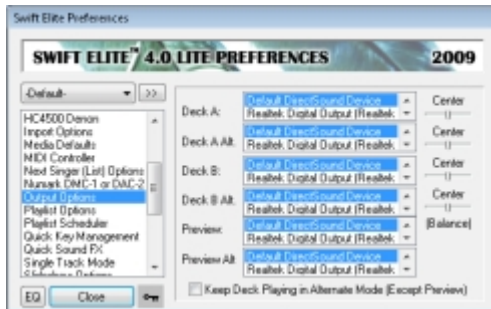 Swift Elite Preferences
SWIFT ELITE™ 4.0 LITE PREFERENCES 2009
-Default- >>
HC4500 Denon
Import Options
Media Defaults
MIDI Controller
Next Singer (List) Options
Numark DMC-1 or DAC-2
Output Options
Playlist Options
Playlist Scheduler
Quick Key Management
Quick Sound FX
Single Track Mode
Slideshow Options
EQ Close
Deck A: Default DirectSound Device Center
Realtek Digital Output (Realtek
Deck A Alt: Default DirectSound Device Center
Realtek Digital Output (Realtek
Deck B: Default DirectSound Device Center
Realtek Digital Output (Realtek
Deck B Alt: Default DirectSound Device Center
Realtek Digital Output (Realtek
(Balance)
Preview: Default DirectSound Device
Realtek Digital Output (Realtek
Preview Alt Default DirectSound Device
Realtek Digital Output (Realtek
Keep Deck Playing in Alternate Mode (Except Preview)